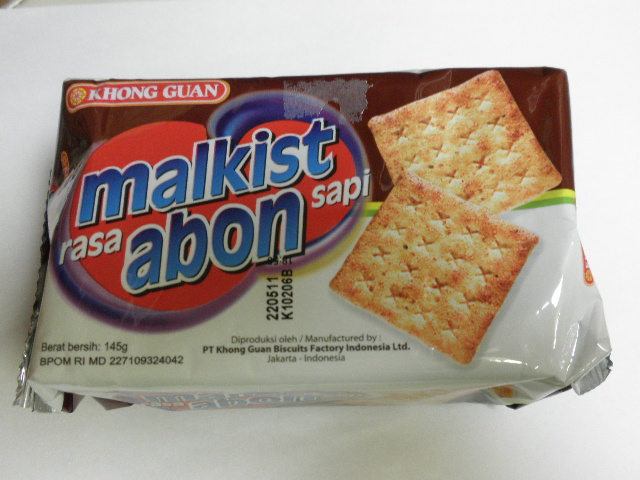 KHONG GUAN
malkist
rasa abon sapi
220511
K10206B
Berat bersih: 145g
BPOM RI MD 227109324042
Diproduksi oleh / Manufactured by :
PT Khong Guan Biscuits Factory Indonesia Ltd.
Jakarta - Indonesia